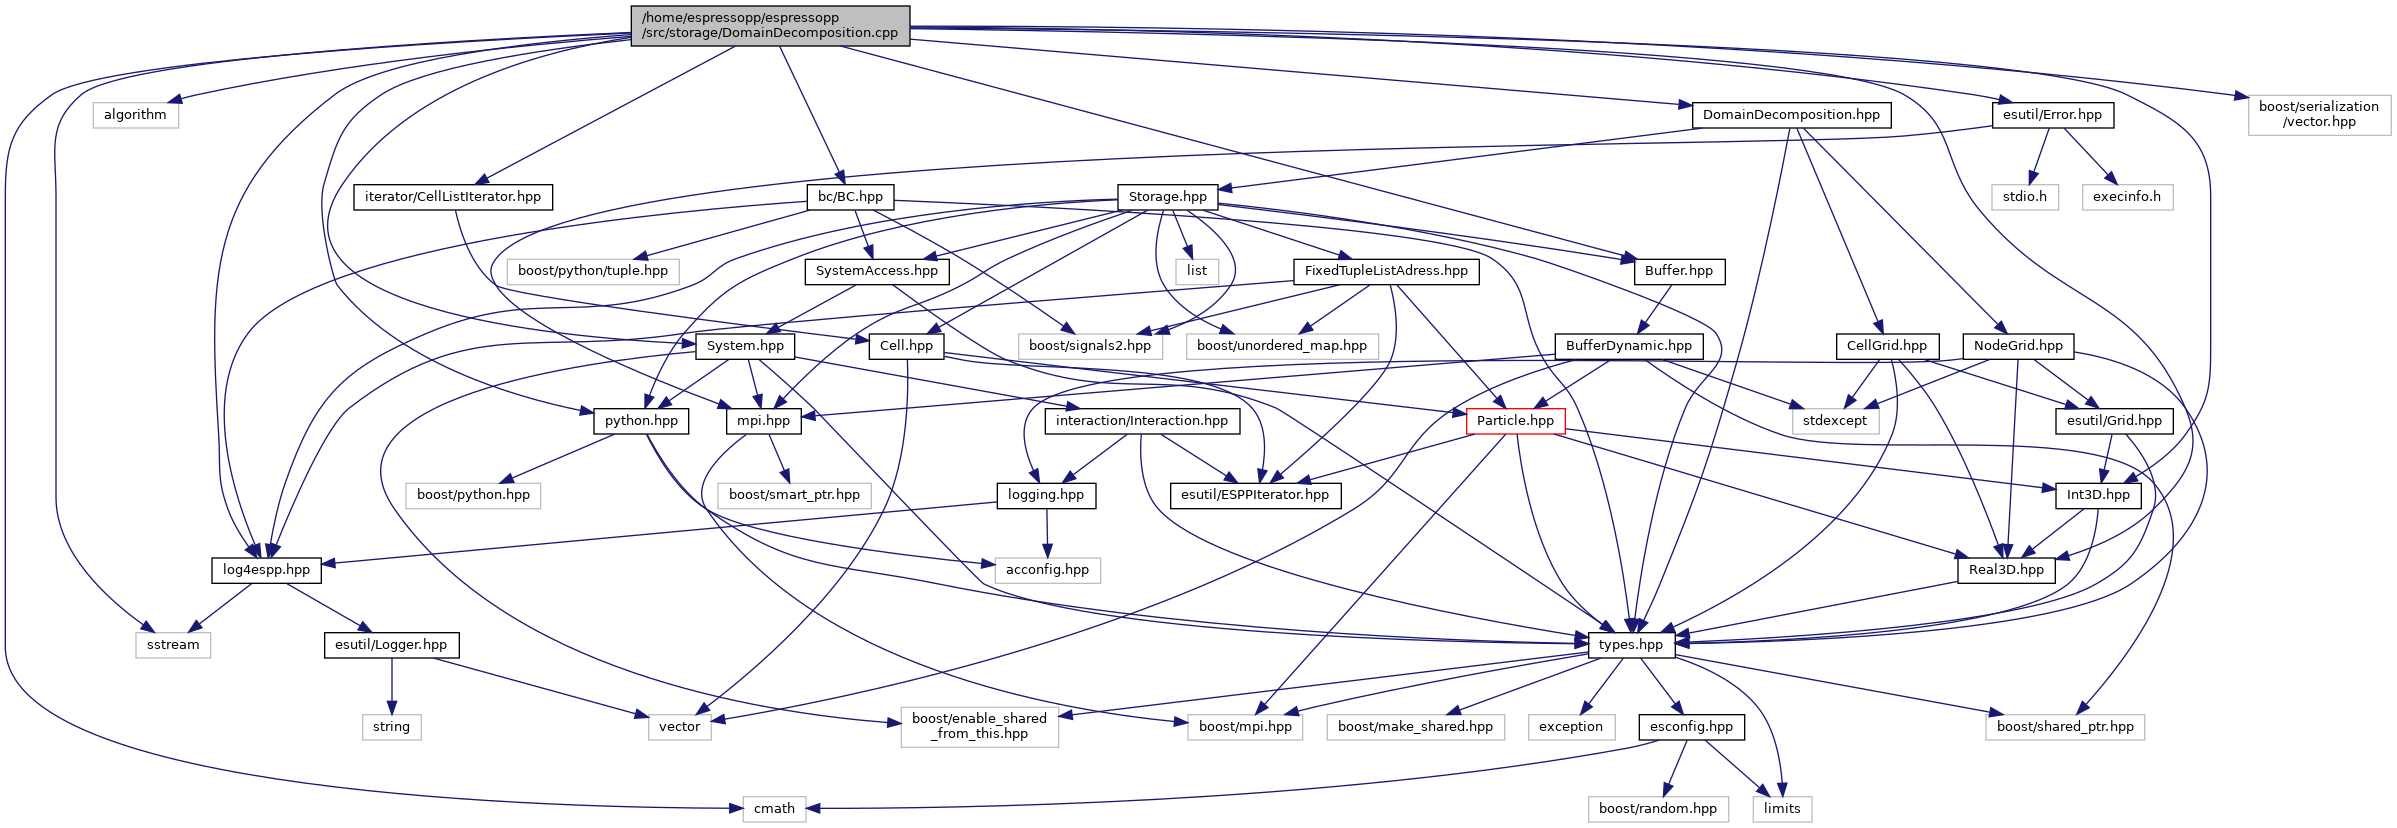 /home/espressopp/espressopp
/src/storage/DomainDecomposition.cpp
algorithm
DomainDecomposition.hpp
esutil/Error.hpp
boost/serialization
/vector.hpp
iterator/CellListIterator.hpp
bc/BC.hpp
Storage.hpp
stdio.h
execinfo.h
boost/python/tuple.hpp
SystemAccess.hpp
list
FixedTupleListAdress.hpp
Buffer.hpp
System.hpp
Cell.hpp
boost/signals2.hpp
boost/unordered_map.hpp
BufferDynamic.hpp
CellGrid.hpp
NodeGrid.hpp
python.hpp
mpi.hpp
interaction/Interaction.hpp
Particle.hpp
stdexcept
esutil/Grid.hpp
boost/python.hpp
boost/smart_ptr.hpp
logging.hpp
esutil/ESPPIterator.hpp
Int3D.hpp
log4espp.hpp
acconfig.hpp
Real3D.hpp
sstream
esutil/Logger.hpp
types.hpp
string
vector
boost/enable_shared
_from_this.hpp
boost/mpi.hpp
boost/make_shared.hpp
exception
esconfig.hpp
boost/shared_ptr.hpp
cmath
boost/random.hpp
limits